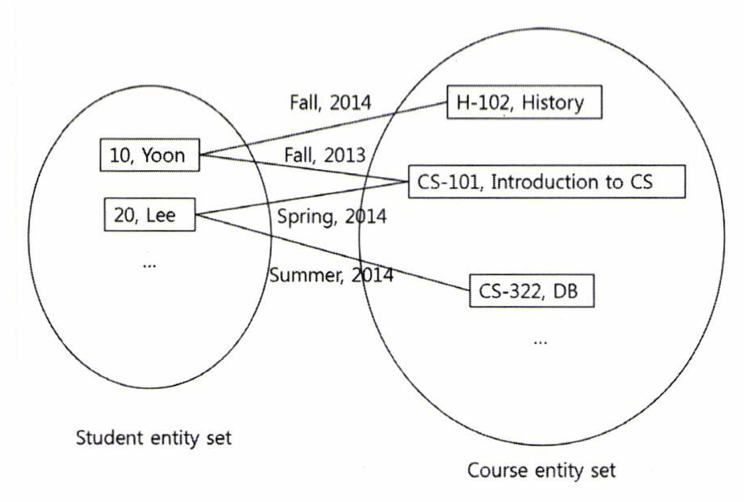 Fall, 2014
H-102, History
10, Yoon
Fall, 2013
CS-101, Introduction to CS
20, Lee
Spring, 2014
...
Summer, 2014
CS-322, DB
...
Student entity set
Course entity set